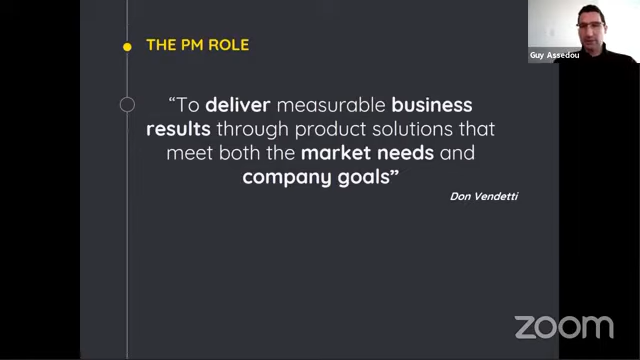 THE PM ROLE
“To deliver measurable business
results through product solutions that
meet both the market needs and
company goals”
Don Vendetti
Guy Assedou
zoom